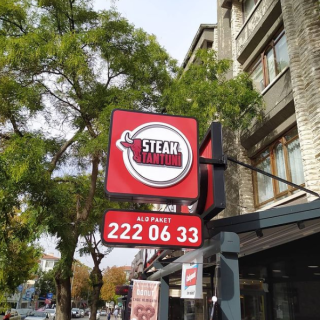 STEAK
TANTUNİ
ALO PAKET
222 06 33